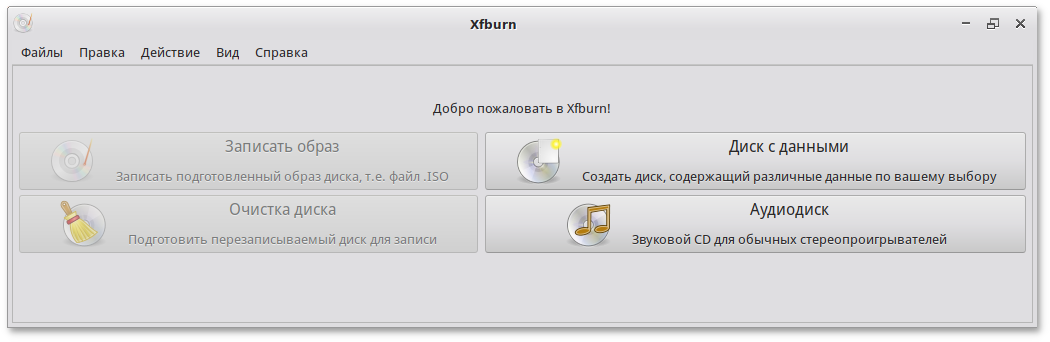 Xfburn
Файлы Правка Действие Вид Справка
Добро пожаловать в Xfburn!
Записать образ
Записать подготовленный образ диска, т.е. файл .ISO
Диск с данными
Создать диск, содержащий различные данные по вашему выбору
Очистка диска
Подготовить перезаписываемый диск для записи
Аудиодиск
Звуковой CD для обычных стереопроигрывателей